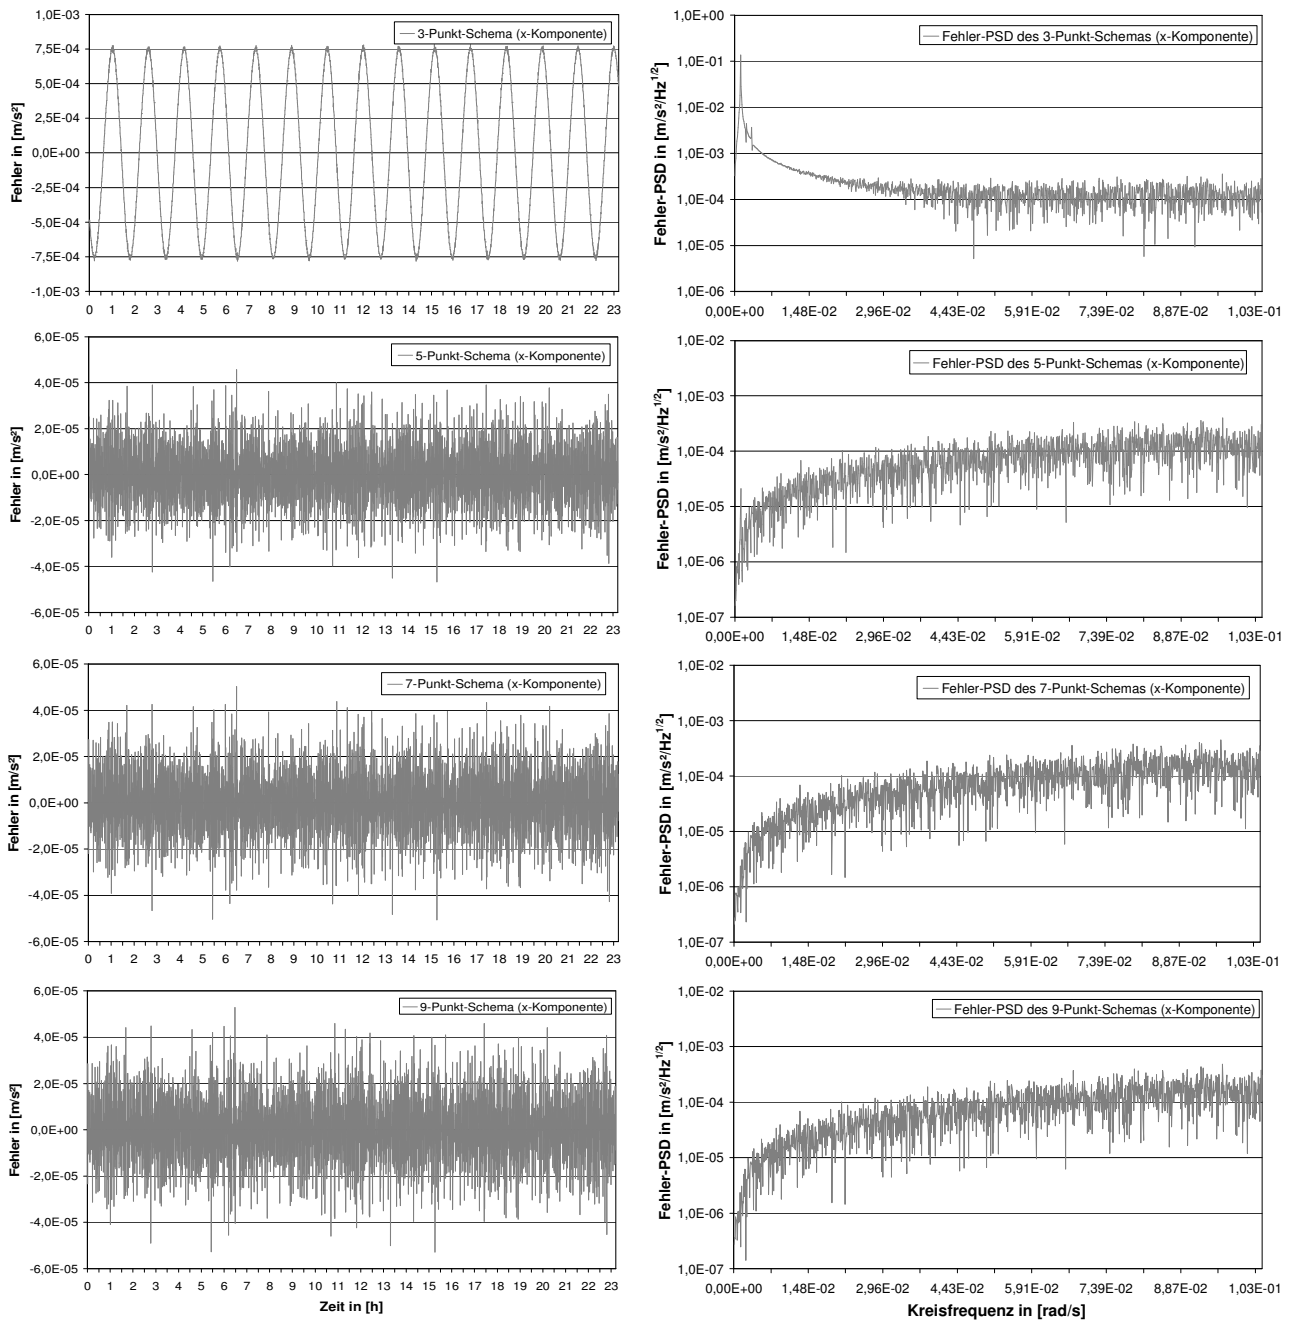 3-Punkt-Schema (x-Komponente)
Fehler in [m/s²]
1,0E-03
7,5E-04
5,0E-04
2,5E-04
0,0E+00
-2,5E-04
-5,0E-04
-7,5E-04
-1,0E-03
0 1 2 3 4 5 6 7 8 9 10 11 12 13 14 15 16 17 18 19 20 21 22 23
Fehler-PSD des 3-Punkt-Schemas (x-Komponente)
Fehler-PSD in [m/s²/Hz^1/2]
1,0E+00
1,0E-01
1,0E-02
1,0E-03
1,0E-04
1,0E-05
1,0E-06
0,00E+00 1,48E-02 2,96E-02 4,43E-02 5,91E-02 7,39E-02 8,87E-02 1,03E-01
5-Punkt-Schema (x-Komponente)
Fehler in [m/s²]
6,0E-05
4,0E-05
2,0E-05
0,0E+00
-2,0E-05
-4,0E-05
-6,0E-05
0 1 2 3 4 5 6 7 8 9 10 11 12 13 14 15 16 17 18 19 20 21 22 23
Fehler-PSD des 5-Punkt-Schemas (x-Komponente)
Fehler-PSD in [m/s²/Hz^1/2]
1,0E-02
1,0E-03
1,0E-04
1,0E-05
1,0E-06
1,0E-07
0,00E+00 1,48E-02 2,96E-02 4,43E-02 5,91E-02 7,39E-02 8,87E-02 1,03E-01
7-Punkt-Schema (x-Komponente)
Fehler in [m/s²]
6,0E-05
4,0E-05
2,0E-05
0,0E+00
-2,0E-05
-4,0E-05
-6,0E-05
0 1 2 3 4 5 6 7 8 9 10 11 12 13 14 15 16 17 18 19 20 21 22 23
Fehler-PSD des 7-Punkt-Schemas (x-Komponente)
Fehler-PSD in [m/s²/Hz^1/2]
1,0E-02
1,0E-03
1,0E-04
1,0E-05
1,0E-06
1,0E-07
0,00E+00 1,48E-02 2,96E-02 4,43E-02 5,91E-02 7,39E-02 8,87E-02 1,03E-01
9-Punkt-Schema (x-Komponente)
Fehler in [m/s²]
6,0E-05
4,0E-05
2,0E-05
0,0E+00
-2,0E-05
-4,0E-05
-6,0E-05
0 1 2 3 4 5 6 7 8 9 10 11 12 13 14 15 16 17 18 19 20 21 22 23
Zeit in [h]
Fehler-PSD des 9-Punkt-Schemas (x-Komponente)
Fehler-PSD in [m/s²/Hz^1/2]
1,0E-02
1,0E-03
1,0E-04
1,0E-05
1,0E-06
1,0E-07
0,00E+00 1,48E-02 2,96E-02 4,43E-02 5,91E-02 7,39E-02 8,87E-02 1,03E-01
Kreisfrequenz in [rad/s]